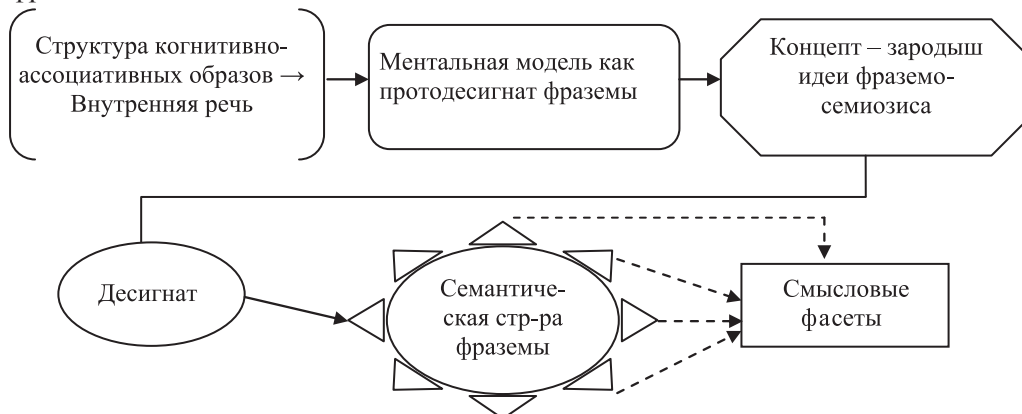 Структура когнитивно-
ассоциативных образов →
Внутренняя речь
Ментальная модель как
протодесигнат фраземы
Концепт – зародыш
идеи фраземо-
семиозиса
Десигнат
Семантиче-
ская стр-ра
фраземы
Смысловые
фасеты